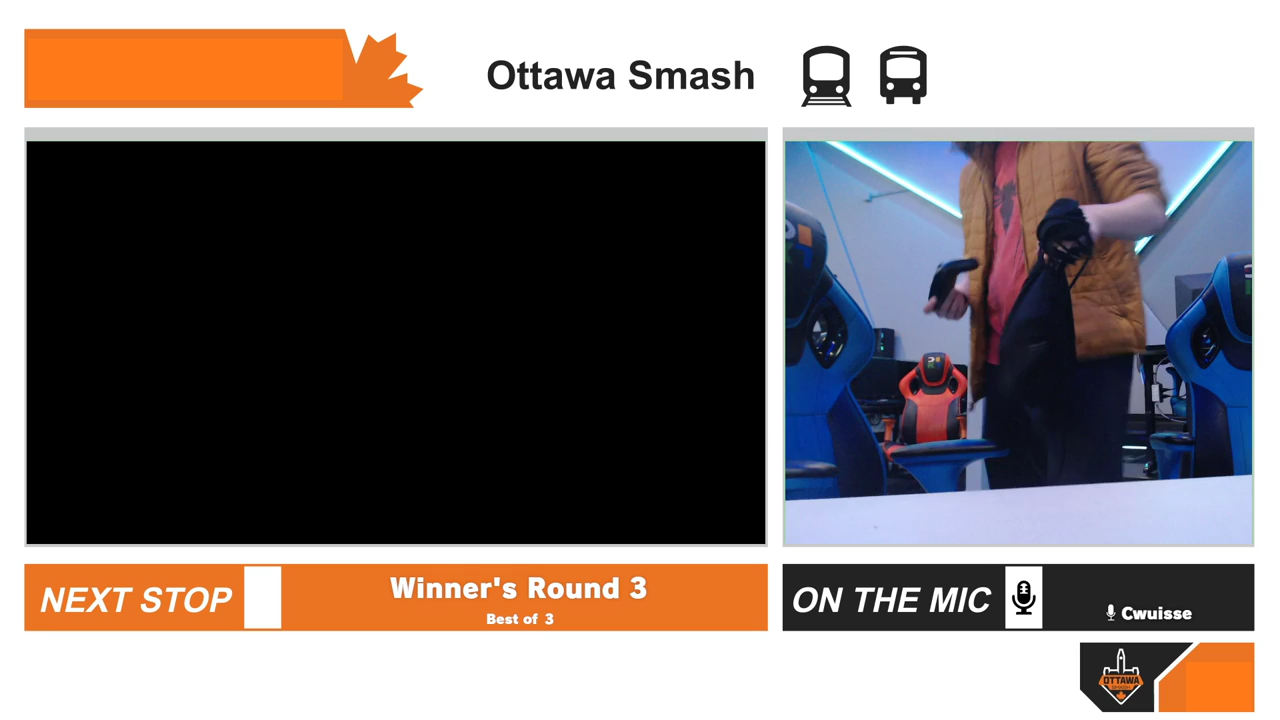 Ottawa Smash
NEXT STOP
Winner's Round 3
Best of 3
ON THE MIC
Cwuisse
OTTAWA